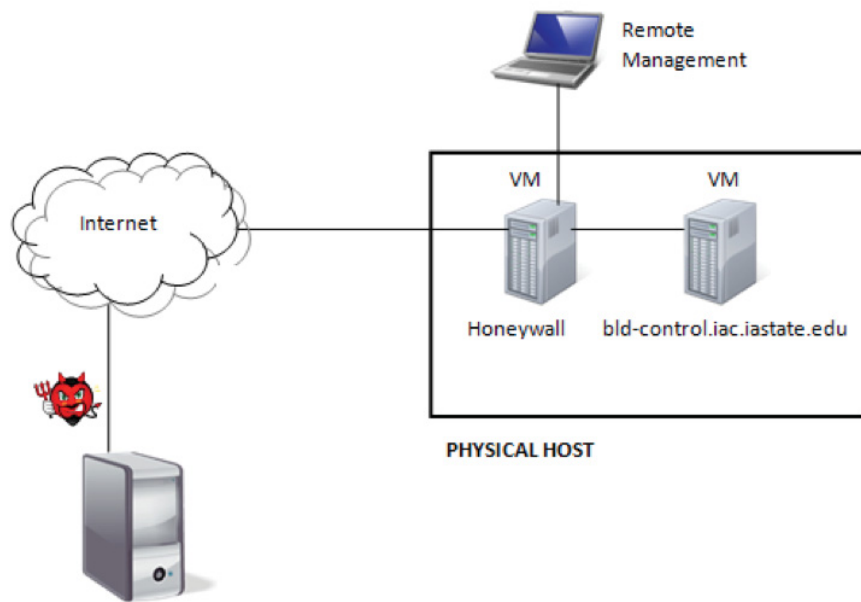 Remote
Management
VM
VM
Internet
Honeywall
bld-control.iac.iastate.edu
PHYSICAL HOST